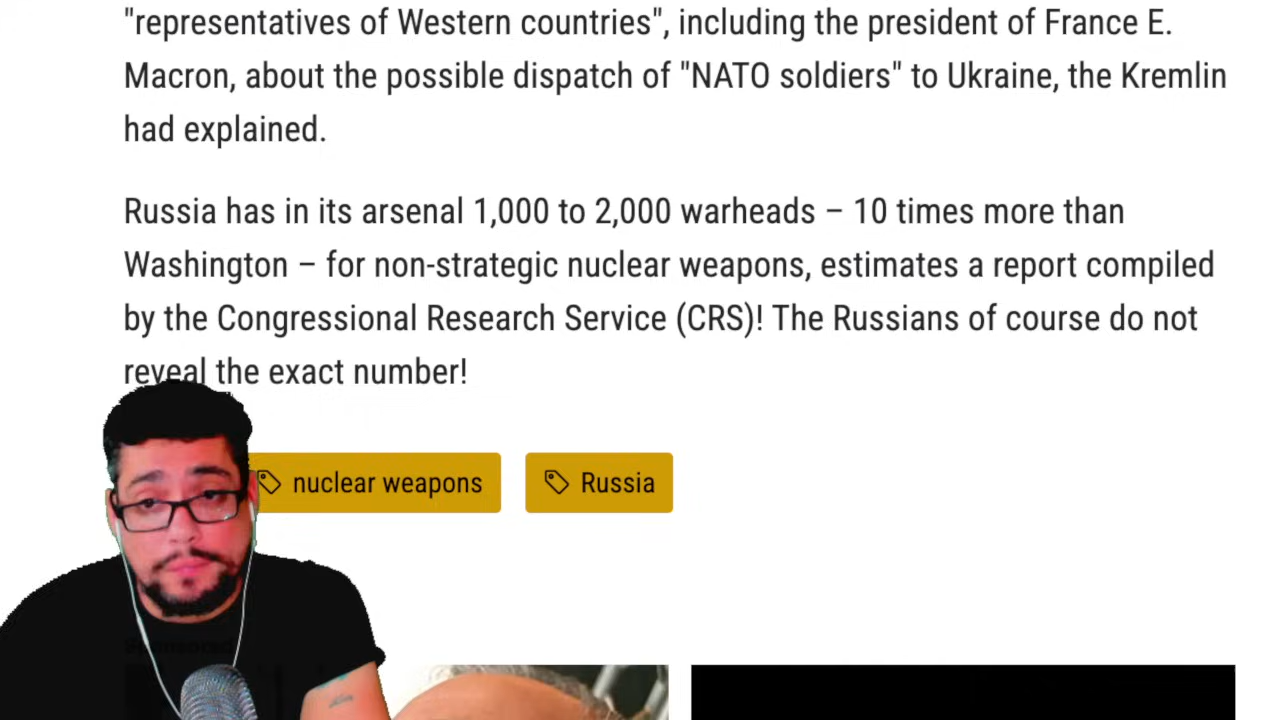 "representatives of Western countries", including the president of France E.
Macron, about the possible dispatch of "NATO soldiers" to Ukraine, the Kremlin
had explained.
Russia has in its arsenal 1,000 to 2,000 warheads – 10 times more than
Washington – for non-strategic nuclear weapons, estimates a report compiled
by the Congressional Research Service (CRS)! The Russians of course do not
reveal the exact number!
nuclear weapons
Russia
Sponsored